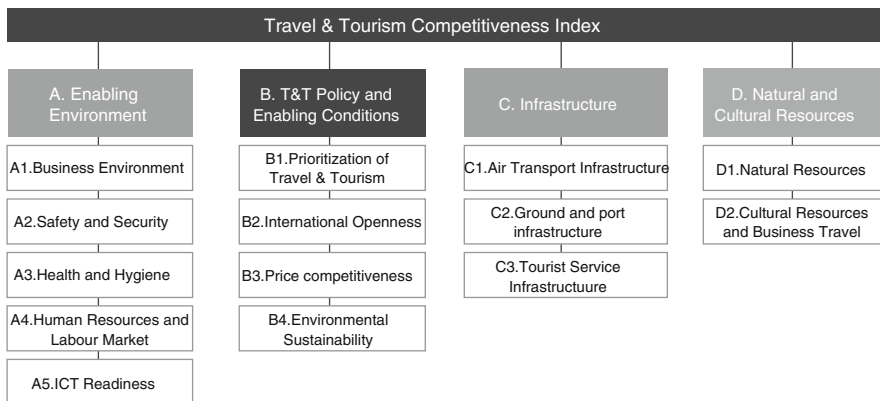 Travel & Tourism Competitiveness Index
A. Enabling
Environment
A1.Business Environment
A2.Safety and Security
A3.Health and Hygiene
A4.Human Resources and
Labour Market
A5.ICT Readiness
B. T&T Policy and
Enabling Conditions
B1.Prioritization of
Travel & Tourism
B2.International Openness
B3.Price competitiveness
B4.Environmental
Sustainability
C. Infrastructure
C1.Air Transport Infrastructure
C2.Ground and port
infrastructure
C3.Tourist Service
Infrastructuure
D. Natural and
Cultural Resources
D1.Natural Resources
D2.Cultural Resources
and Business Travel